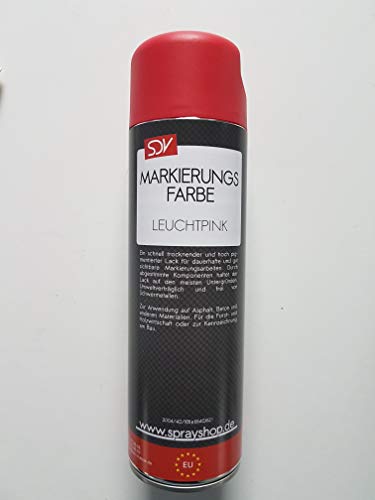 SDV
MARKIERUNGS
FARBE
LEUCHTPINK
Ein schnell trocknender und hoch pig-
mentierter Lack für dauerhafte und gut
sichtbare Markierungsarbeiten. Durch
abgestimmte Komponenten haftet der
Lack auf den meisten Untergründen.
Umweltverträglich und frei von
Schwermetallen.
Zur Anwendung auf Asphalt, Beton und
anderen Materialien. Für die Forst- und
Holzwirtschaft oder zur Kennzeichnung
am Bau.
www.sprayshop.de
EU